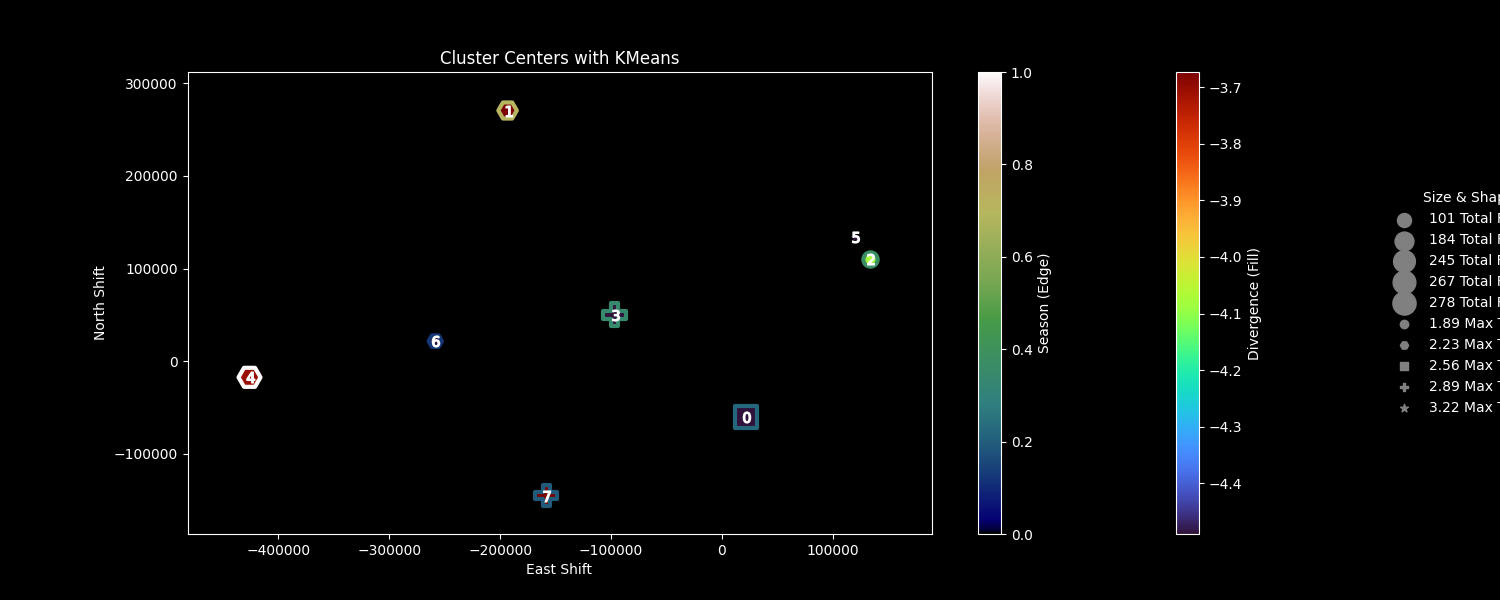 Cluster Centers with KMeans
300000
200000
100000
0
−100000
North Shift
1
5
2
3
6
4
0
7
−400000
−300000
−200000
−100000
0
100000
East Shift
1.0
0.8
0.6
0.4
0.2
0.0
Season (Edge)
−3.7
−3.8
−3.9
−4.0
−4.1
−4.2
−4.3
−4.4
Divergence (Fill)
Size &
101 Total
184 Total
245 Total
267 Total
278 Total
1.89 Max
2.23 Max
2.56 Max
2.89 Max
3.22 Max